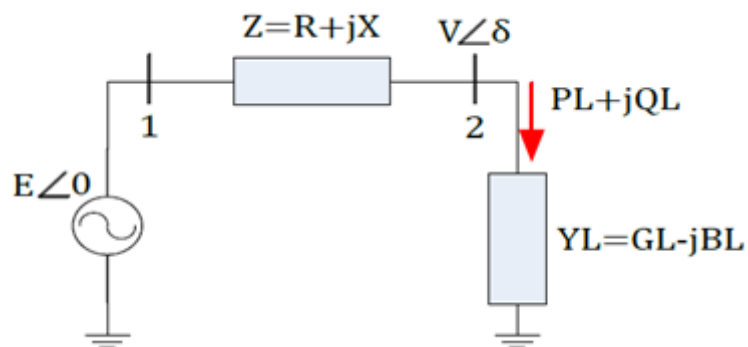 Z=R+jX
V∠δ
1
2
PL+jQL
E∠0
YL=GL-jBL